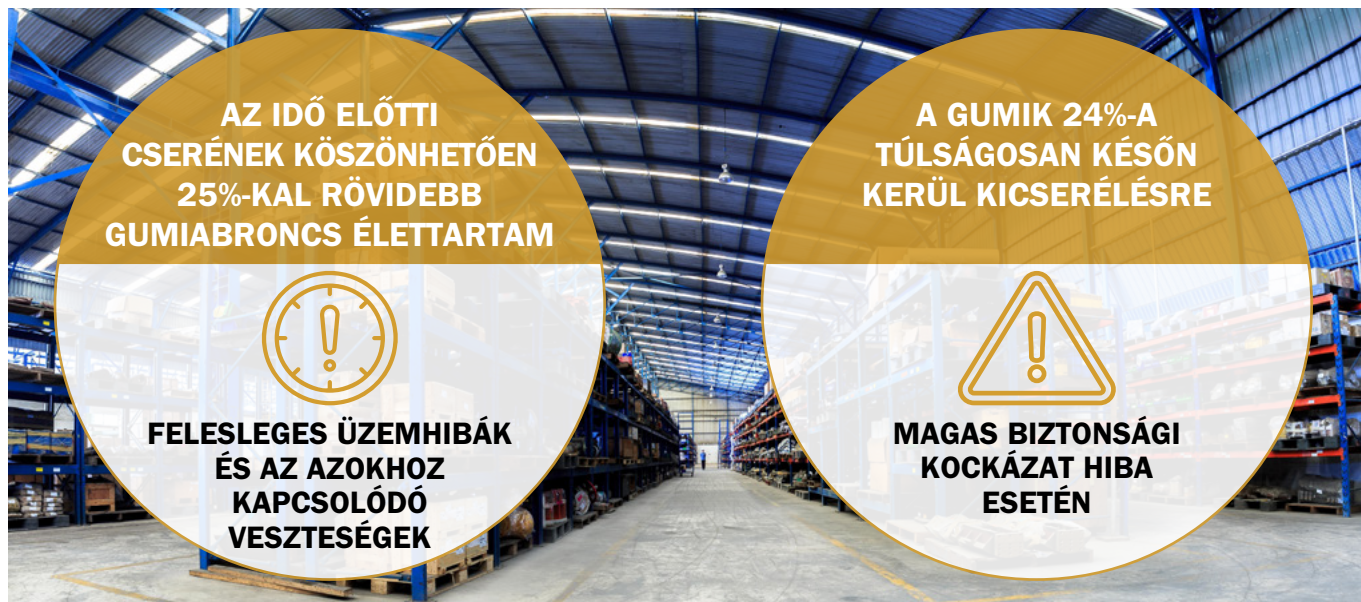 AZ IDŐ ELŐTTI
CSERÉNEK KÖSZÖNHETŐEN
25%-KAL RÖVIDEBB
GUMIABRONCS ÉLETTARTAM
FELESLEGES ÜZEMHIBÁK
ÉS AZ AZOKHOZ
KAPCSOLÓDÓ
VESZTESÉGEK
A GUMIK 24%-A
TÚLSÁGOSAN KÉSŐN
KERÜL KICSERÉLÉSRE
MAGAS BIZTONSÁGI
KOCKÁZAT HIBA
ESETÉN